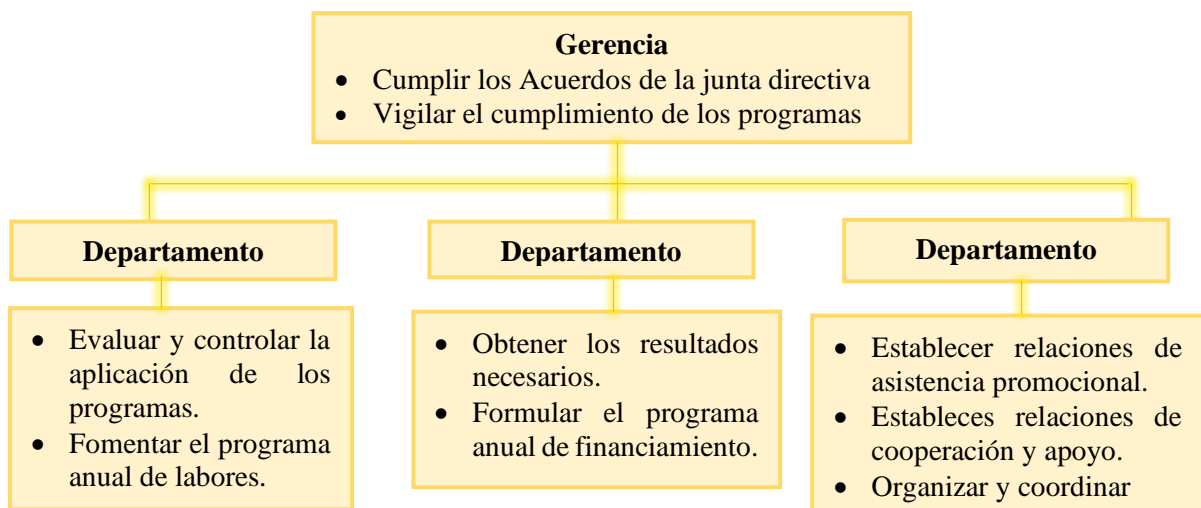 Gerencia
• Cumplir los Acuerdos de la junta directiva
• Vigilar el cumplimiento de los programas
Departamento
Departamento
Departamento
• Evaluar y controlar la
aplicación de los
programas.
• Fomentar el programa
anual de labores.
• Obtener los resultados
necesarios.
• Formular el programa
anual de financiamiento.
• Establecer relaciones de
asistencia promocional.
• Estableces relaciones de
cooperación y apoyo.
• Organizar y coordinar